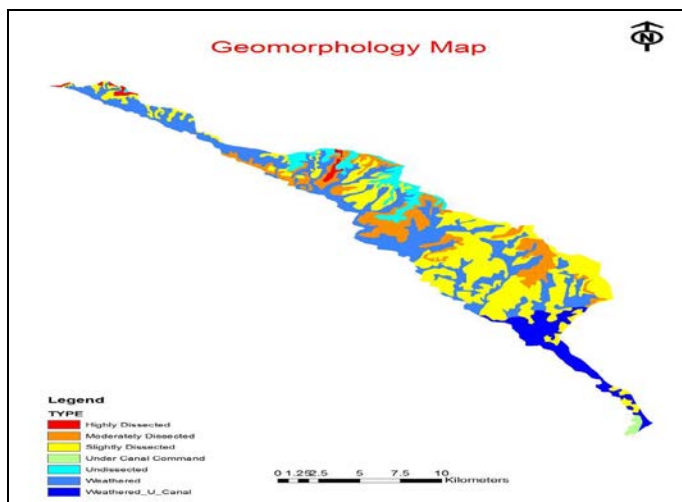 Geomorphology Map
N
Legend
TYPE
Highly Dissected
Moderately Dissected
Slightly Dissected
Under Canal Command
Undissected
Weathered
Weathered_U_Canal
0 1.25 2.5 5 7.5 10
Kilometers